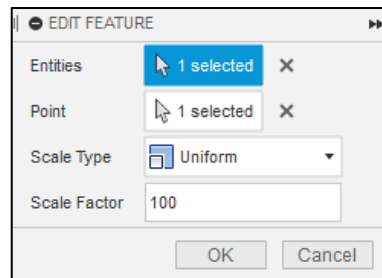 EDIT FEATURE
Entities 1 selected
Point 1 selected
Scale Type Uniform
Scale Factor 100
OK Cancel